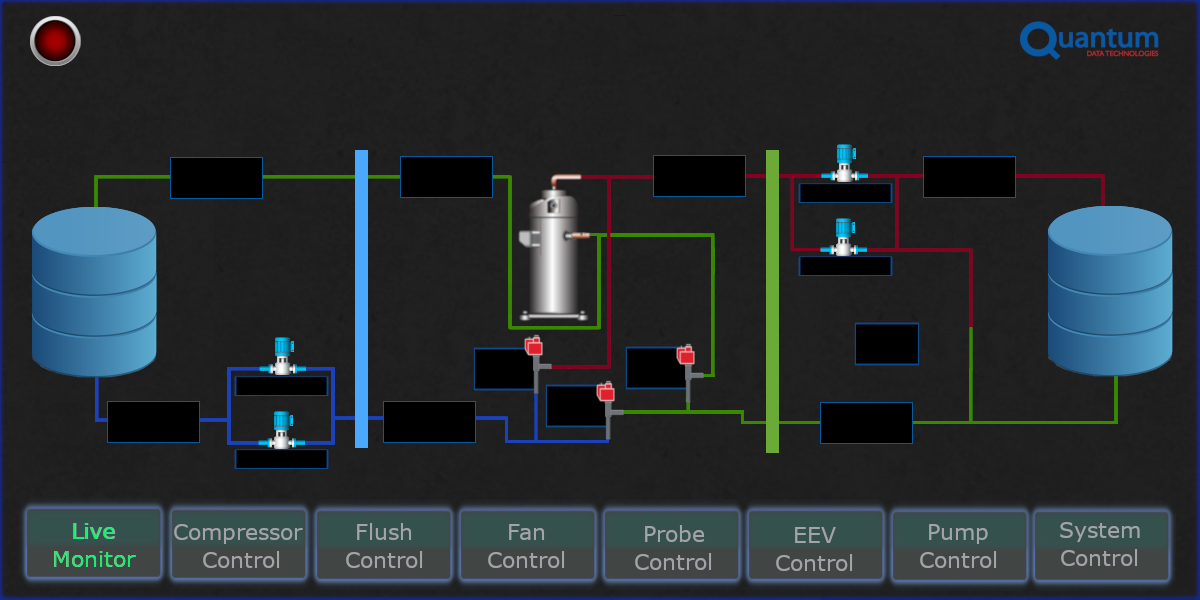 Quantum
DATA TECHNOLOGIES
Live
Monitor
Compressor
Control
Flush
Control
Fan
Control
Probe
Control
EEV
Control
Pump
Control
System
Control